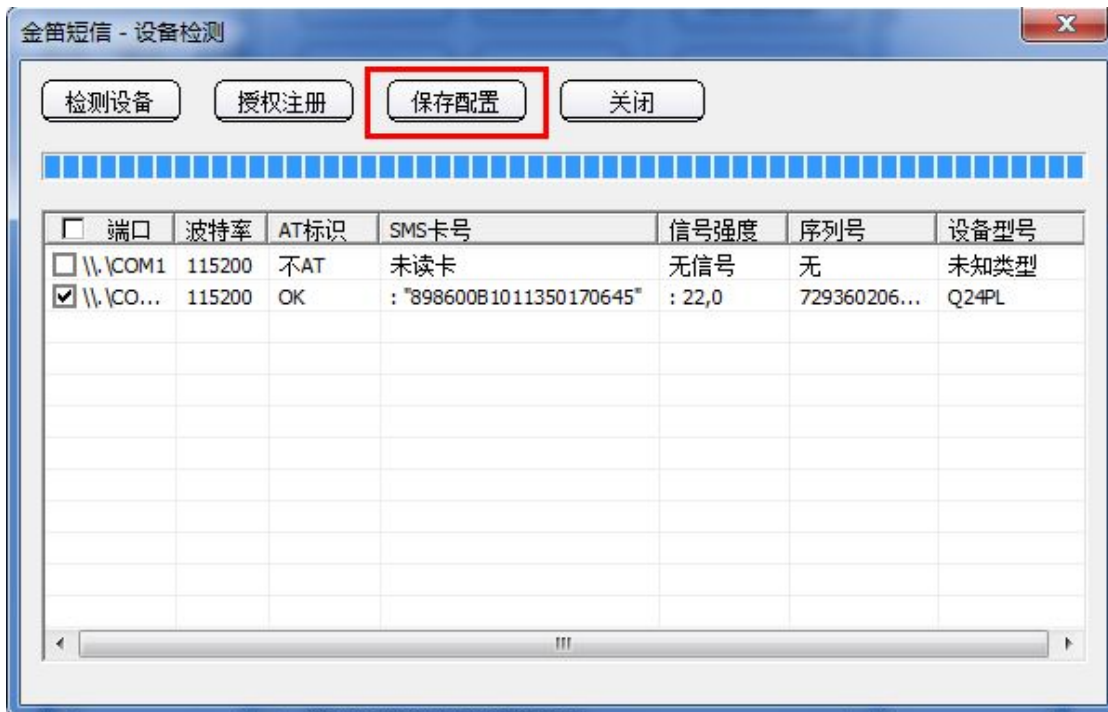 金笛短信 - 设备检测
检测设备 授权注册 保存配置 关闭
端口 波特率 AT标识 SMS卡号 信号强度 序列号 设备型号
\\.\COM1 115200 不AT 未读卡 无信号 无 未知类型
\\.\CO... 115200 OK : "898600B1011350170645" : 22,0 729360206... Q24PL